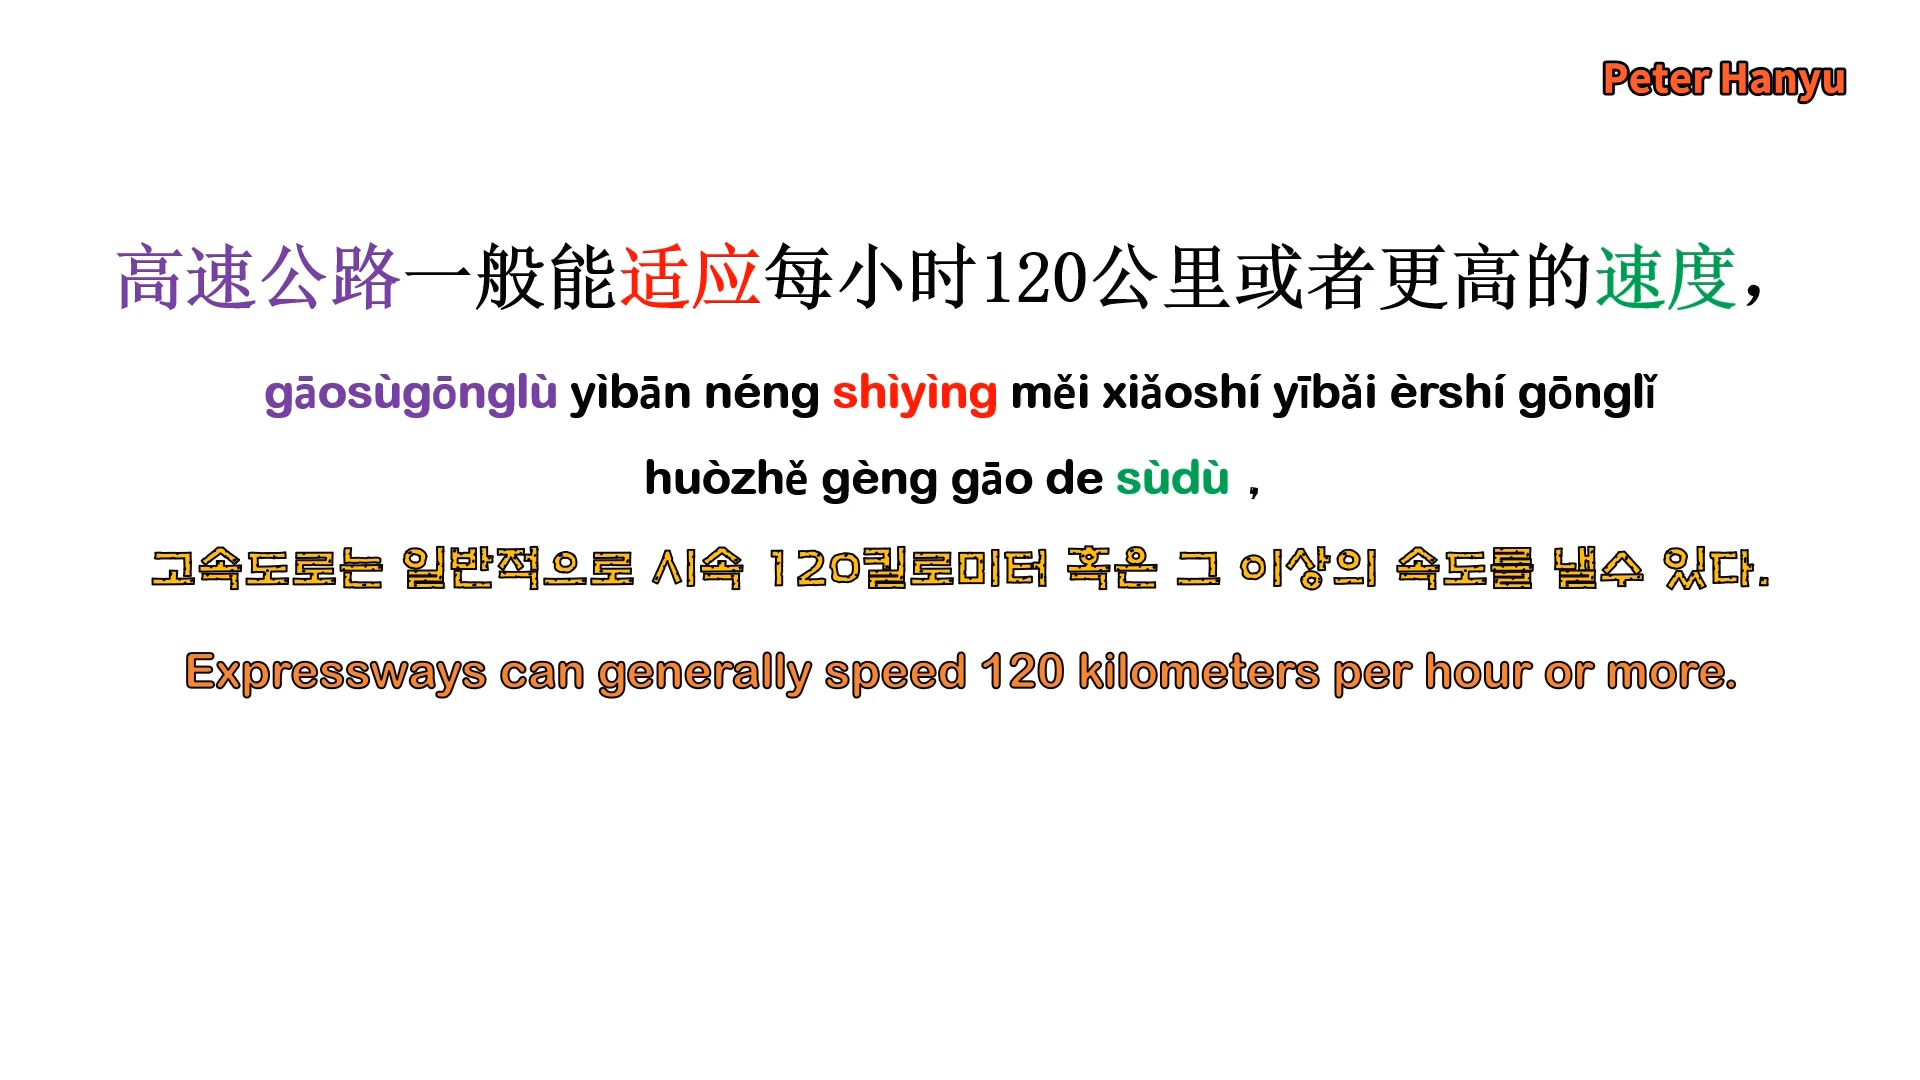 Peter Hanyu
高速公路一般能适应每小时120公里或者更高的速度，
gāosùgōnglù yìbān néng shìyìng měi xiǎoshí yībǎi èrshí gōnglǐ
huòzhě gèng gāo de sùdù，
고속도로는 일반적으로 시속 120킬로미터 혹은 그 이상의 속도를 낼수 있다.
Expressways can generally speed 120 kilometers per hour or more.